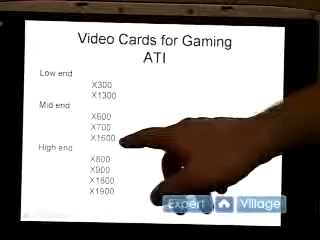 Video Cards for Gaming
ATI
Low end
X300
X1300
Mid end
X600
X700
X1600
High end
X800
X900
X1800
X1900
Expert Village